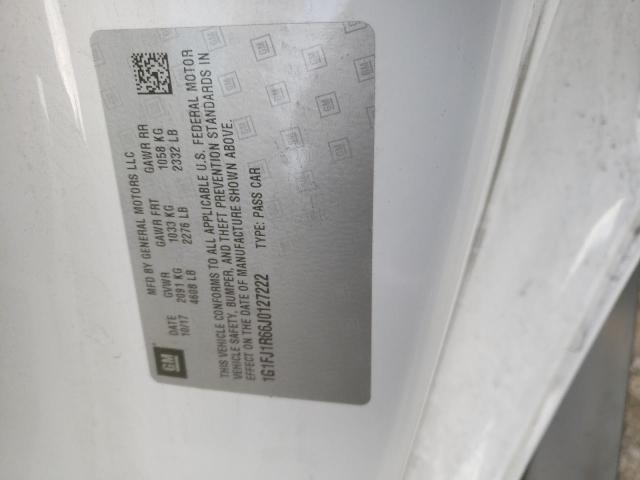 MFD BY GENERAL MOTORS LLC
DATE GVWR GAWR FRT GAWR RR
10/17 2091 KG 1033 KG 1058 KG
4608 LB 2276 LB 2332 LB
THIS VEHICLE CONFORMS TO ALL APPLICABLE U.S. FEDERAL MOTOR
VEHICLE SAFETY, BUMPER, AND THEFT PREVENTION STANDARDS IN
EFFECT ON THE DATE OF MANUFACTURE SHOWN ABOVE.
1G1FJ1R66J0127222 TYPE: PASS CAR
GM